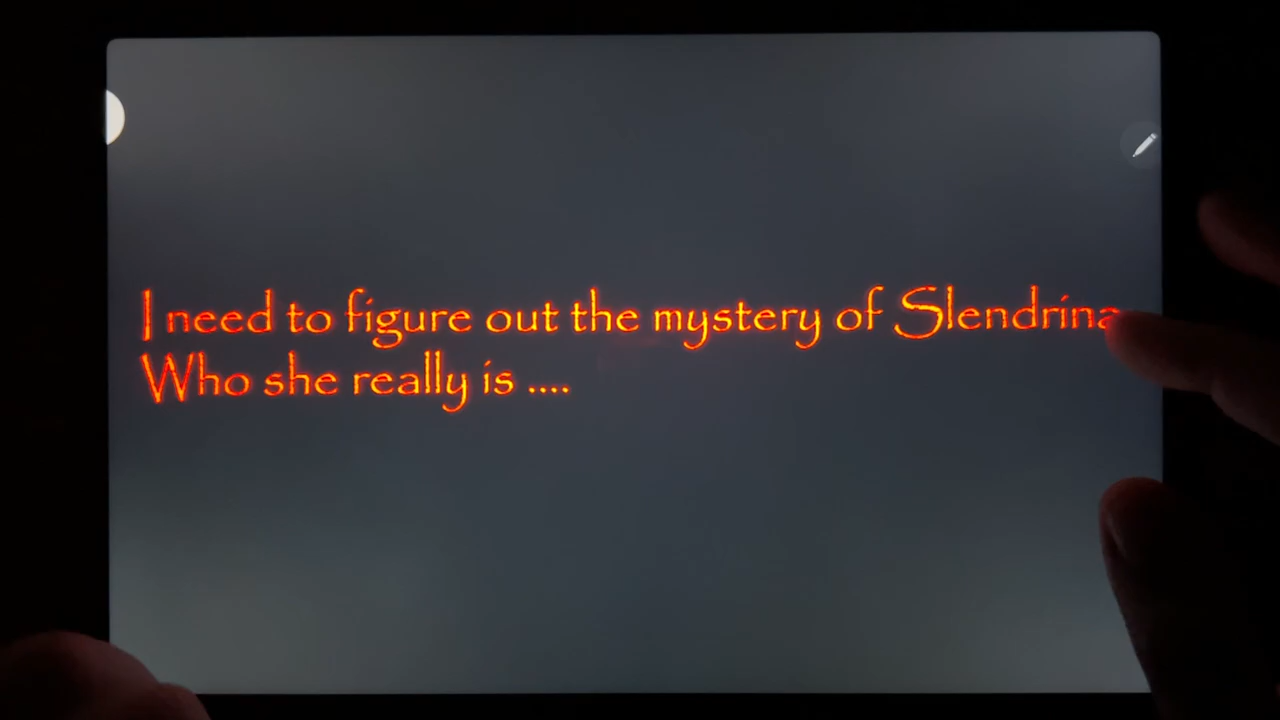 I need to figure out the mystery of Slendrina
Who she really is ....